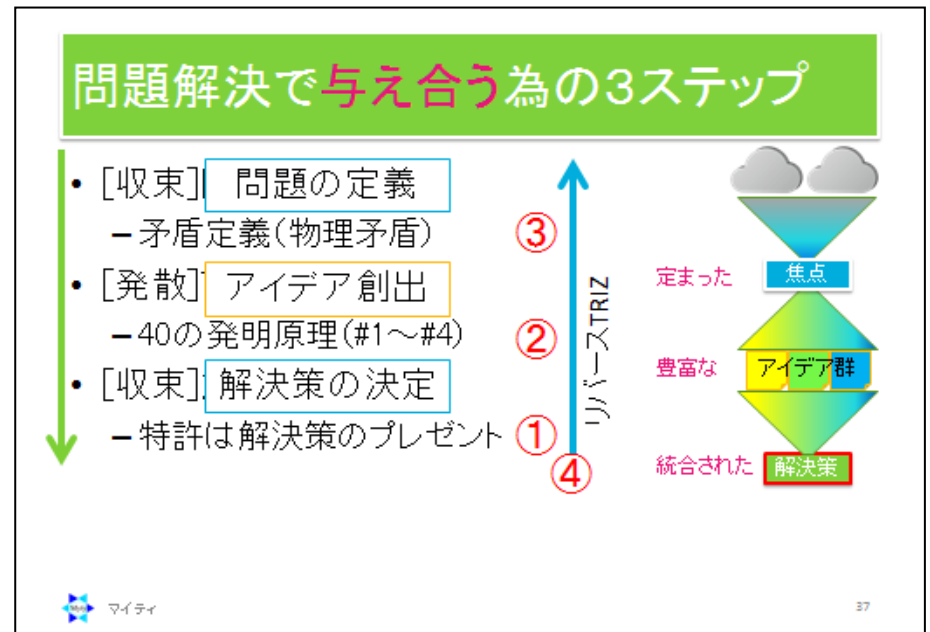 問題解決で与え合う為の3ステップ
• [収束] 問題の定義
– 矛盾定義(物理矛盾)
③
• [発散] アイデア創出
– 40の発明原理(#1～#4)
②
• [収束] 解決策の決定
– 特許は解決策のプレゼント
①
④
リバースTRIZ
定まった 焦点
豊富な アイデア群
統合された 解決策
マイティ
37